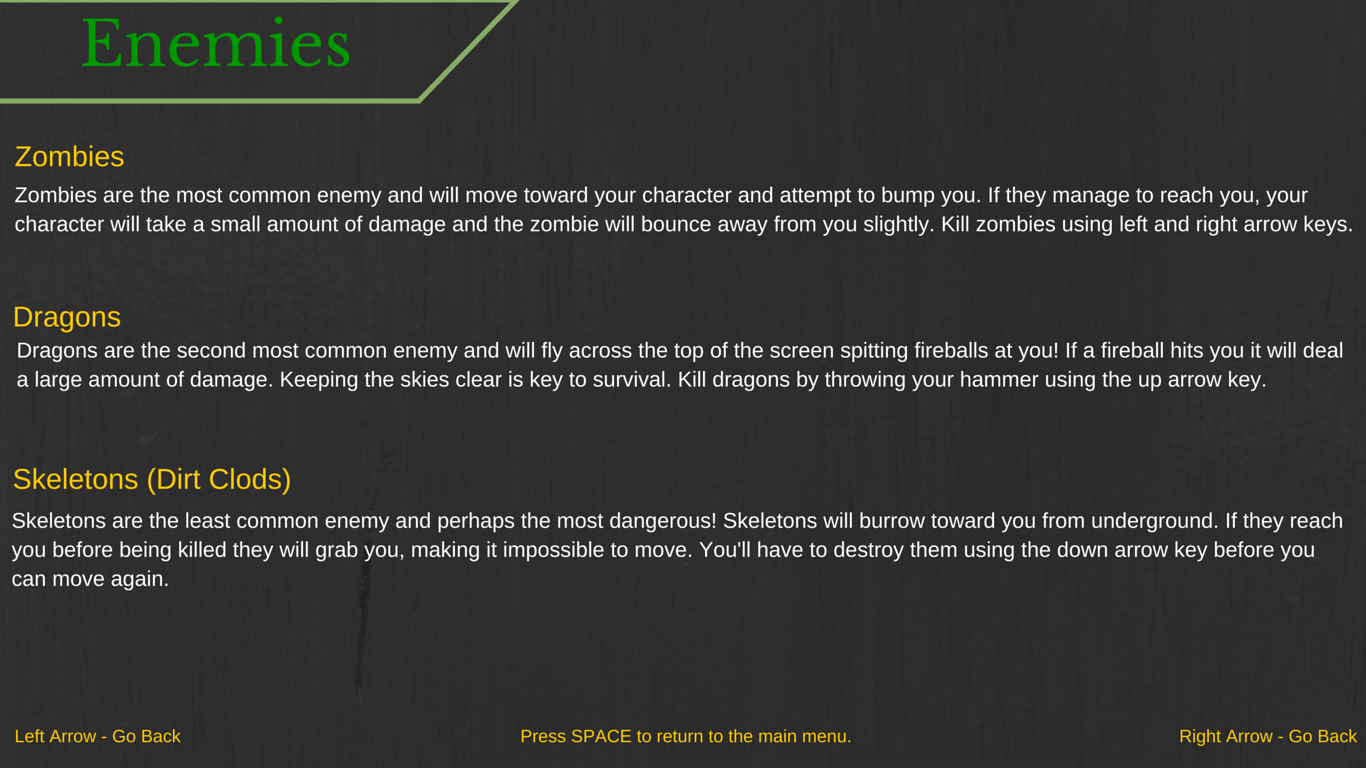 Enemies
Zombies
Zombies are the most common enemy and will move toward your character and attempt to bump you. If they manage to reach you, your
character will take a small amount of damage and the zombie will bounce away from you slightly. Kill zombies using left and right arrow keys.
Dragons
Dragons are the second most common enemy and will fly across the top of the screen spitting fireballs at you! If a fireball hits you it will deal
a large amount of damage. Keeping the skies clear is key to survival. Kill dragons by throwing your hammer using the up arrow key.
Skeletons (Dirt Clods)
Skeletons are the least common enemy and perhaps the most dangerous! Skeletons will burrow toward you from underground. If they reach
you before being killed they will grab you, making it impossible to move. You'll have to destroy them using the down arrow key before you
can move again.
Left Arrow - Go Back
Press SPACE to return to the main menu.
Right Arrow - Go Back